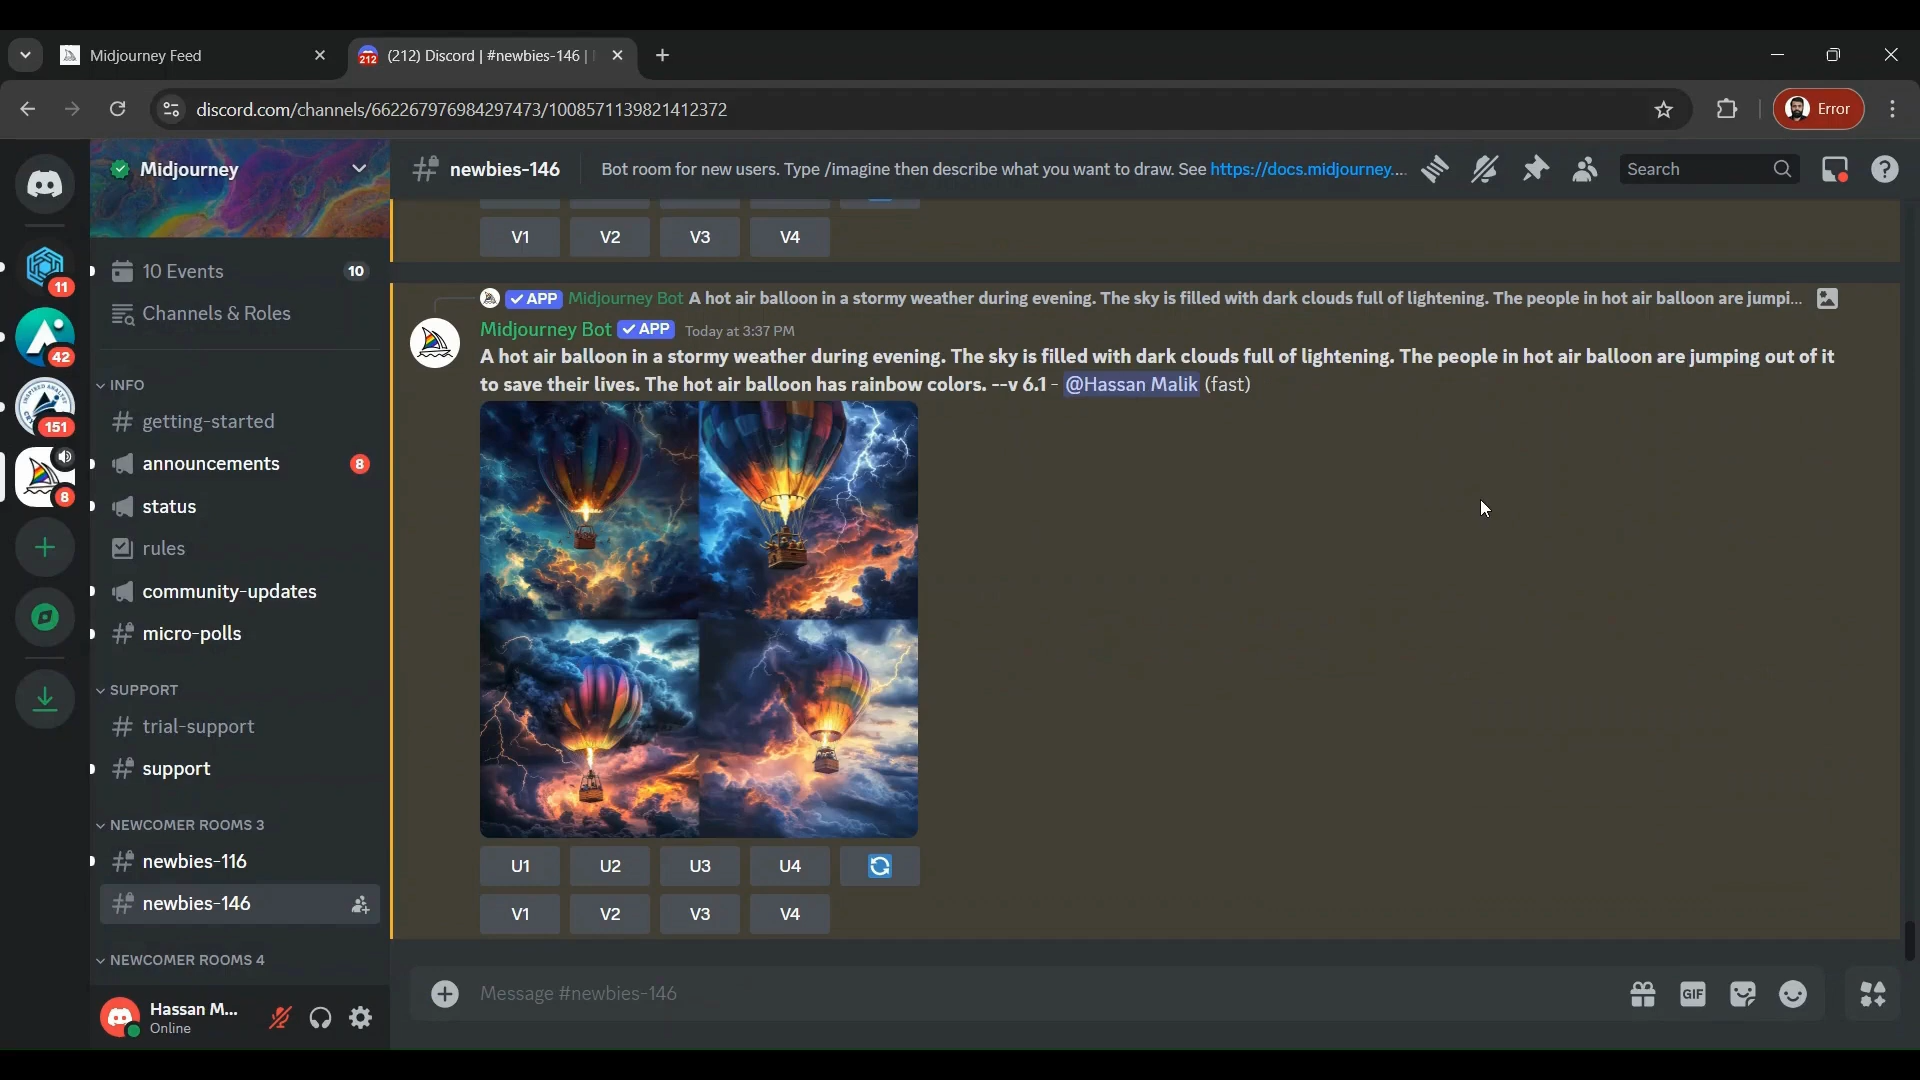 Midjourney Feed
212
(212) Discord | #newbies-146 |
discord.com/channels/662267976984297473/1008571139821412372
Error
Midjourney
newbies-146
Bot room for new users. Type /imagine then describe what you want to draw. See https://docs.midjourney....
Search
10 Events
10
Channels & Roles
11
42
151
8
INFO
getting-started
announcements
8
status
rules
community-updates
micro-polls
SUPPORT
trial-support
support
NEWCOMER ROOMS 3
newbies-116
newbies-146
NEWCOMER ROOMS 4
Hassan M...
Online
V1 V2 V3 V4
APP Midjourney Bot A hot air balloon in a stormy weather during evening. The sky is filled with dark clouds full of lightening. The people in hot air balloon are jumpi...
Midjourney Bot APP Today at 3:37 PM
A hot air balloon in a stormy weather during evening. The sky is filled with dark clouds full of lightening. The people in hot air balloon are jumping out of it
to save their lives. The hot air balloon has rainbow colors. --v 6.1 - @Hassan Malik (fast)
U1 U2 U3 U4
V1 V2 V3 V4
Message #newbies-146
GIF